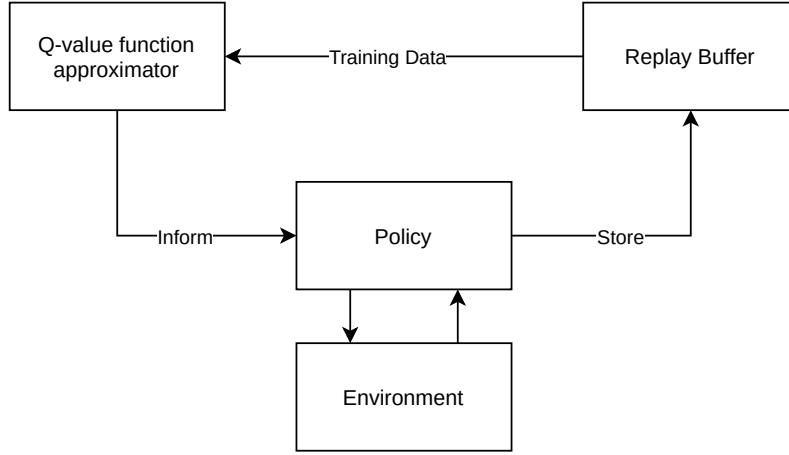 Q-value function
approximator
Training Data
Replay Buffer
Inform
Policy
Store
Environment